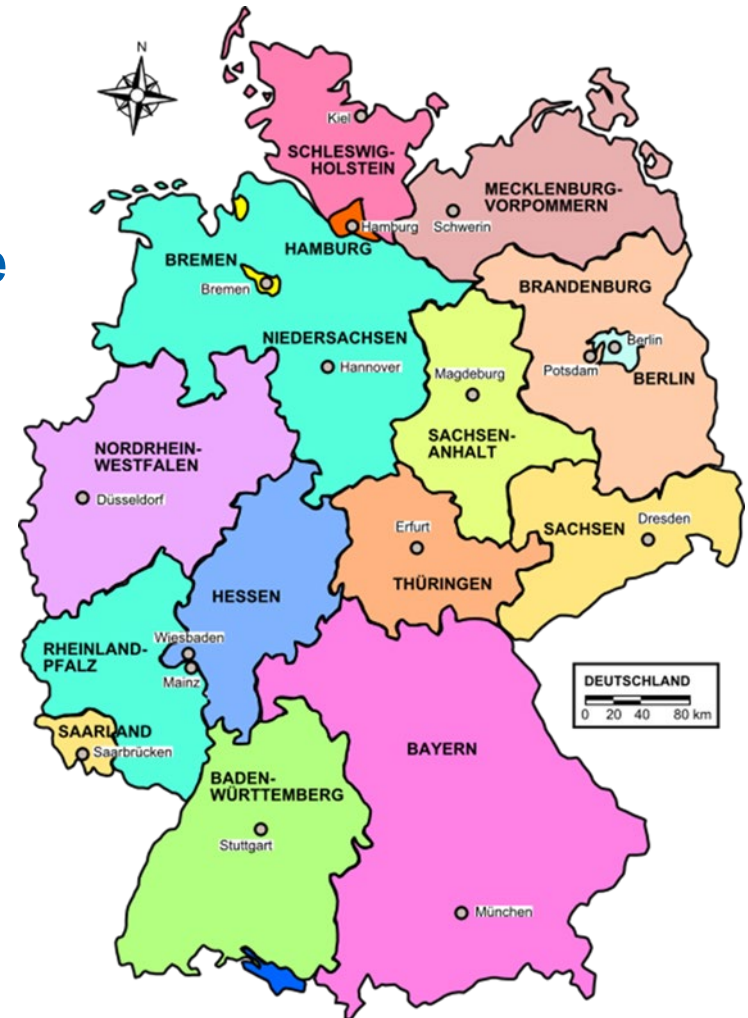 N
Kiel
SCHLESWIG-
HOLSTEIN
MECKLENBURG-
VORPOMMERN
Hamburg
Schwerin
HAMBURG
BREMEN
e
Bremen
BRANDENBURG
NIEDERSACHSEN
Berlin
Hannover
Potsdam
Magdeburg
BERLIN
SACHSEN-
ANHALT
NORDRHEIN-
WESTFALEN
Düsseldorf
Erfurt
SACHSEN
Dresden
THÜRINGEN
HESSEN
Wiesbaden
RHEINLAND-
PFALZ
Mainz
DEUTSCHLAND
0 20 40 80 km
SAARLAND
Saarbrücken
BAYERN
BADEN-
WÜRTTEMBERG
Stuttgart
München